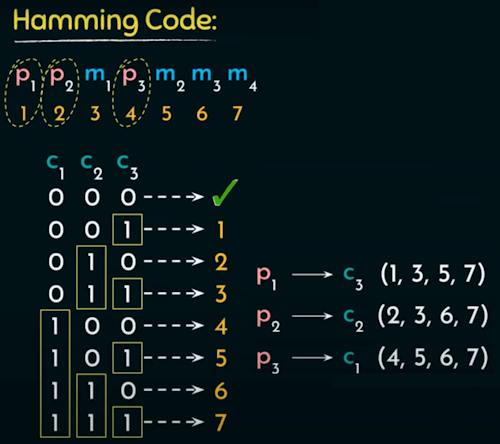 Hamming Code:
p₁ p₂ m₁ p₃ m₂ m₃ m₄
1 2 3 4 5 6 7
c₁ c₂ c₃
0 0 0 ----> ✓
0 0 1 ----> 1
0 1 0 ----> 2
0 1 1 ----> 3
1 0 0 ----> 4
1 0 1 ----> 5
1 1 0 ----> 6
1 1 1 ----> 7
p₁ → c₃ (1, 3, 5, 7)
p₂ → c₂ (2, 3, 6, 7)
p₃ → c₁ (4, 5, 6, 7)